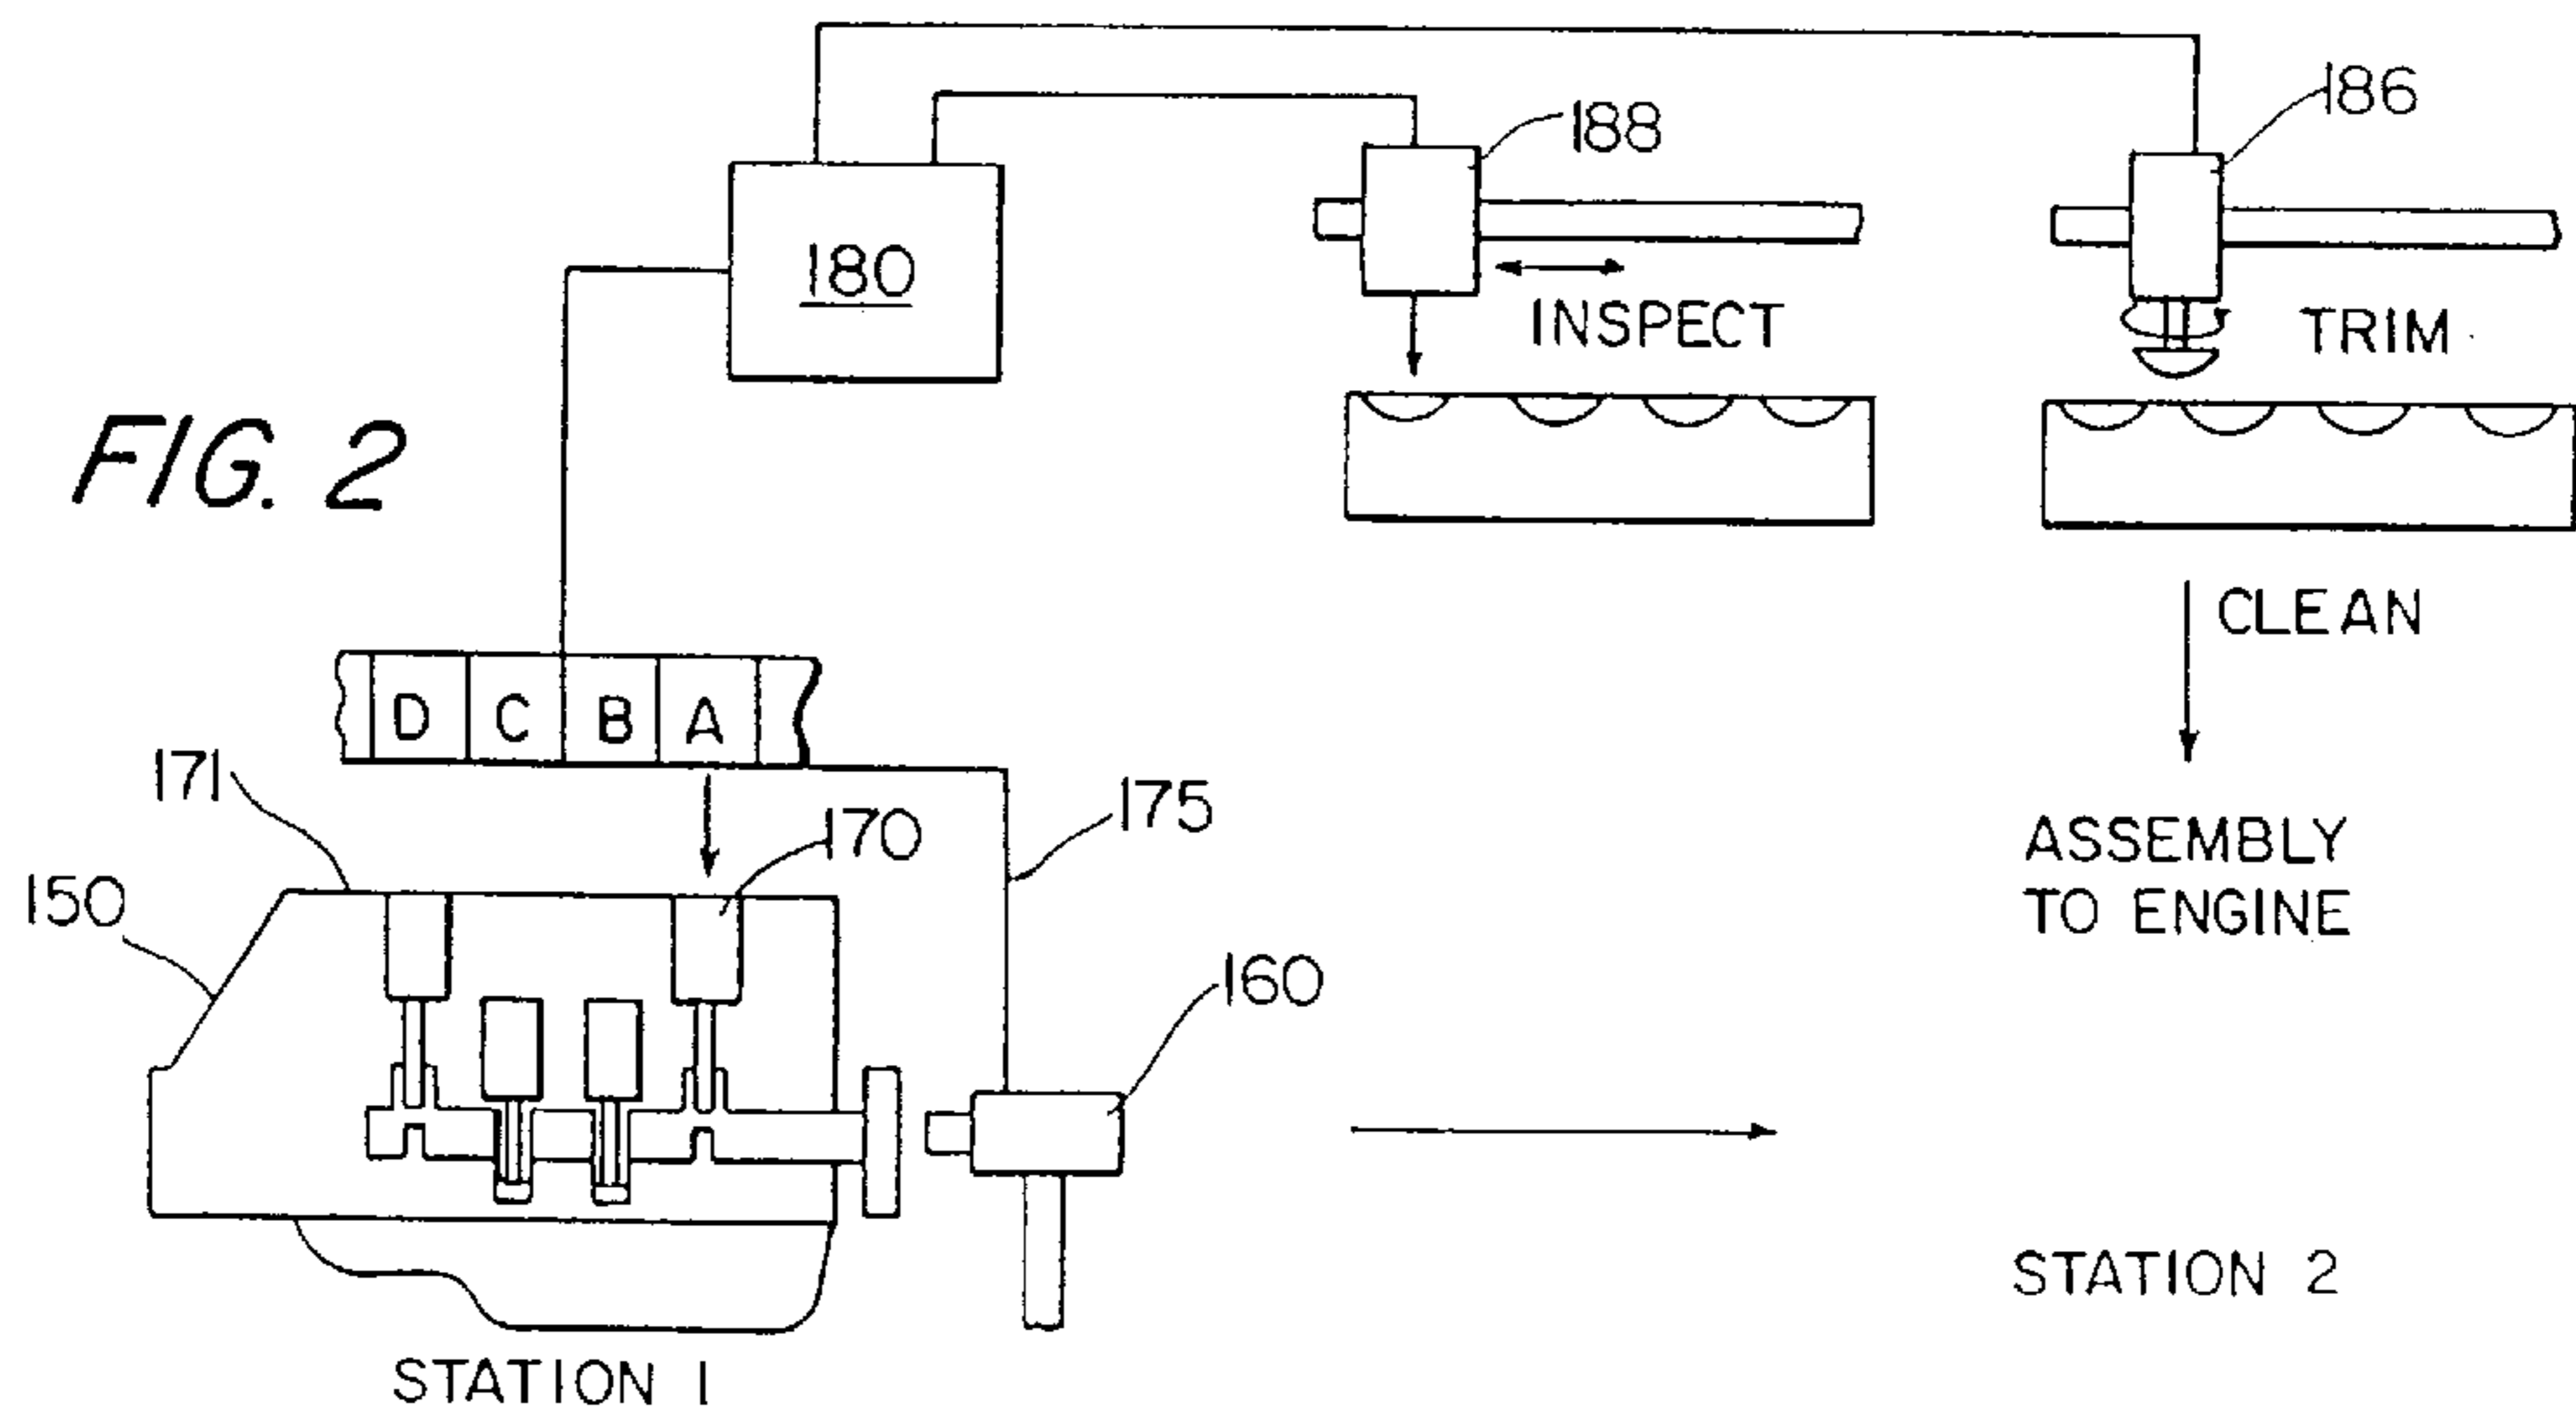 186
188
180
INSPECT
TRIM
FIG. 2
CLEAN
D C B A
171
170
175
ASSEMBLY
TO ENGINE
150
160
STATION 2
STATION 1